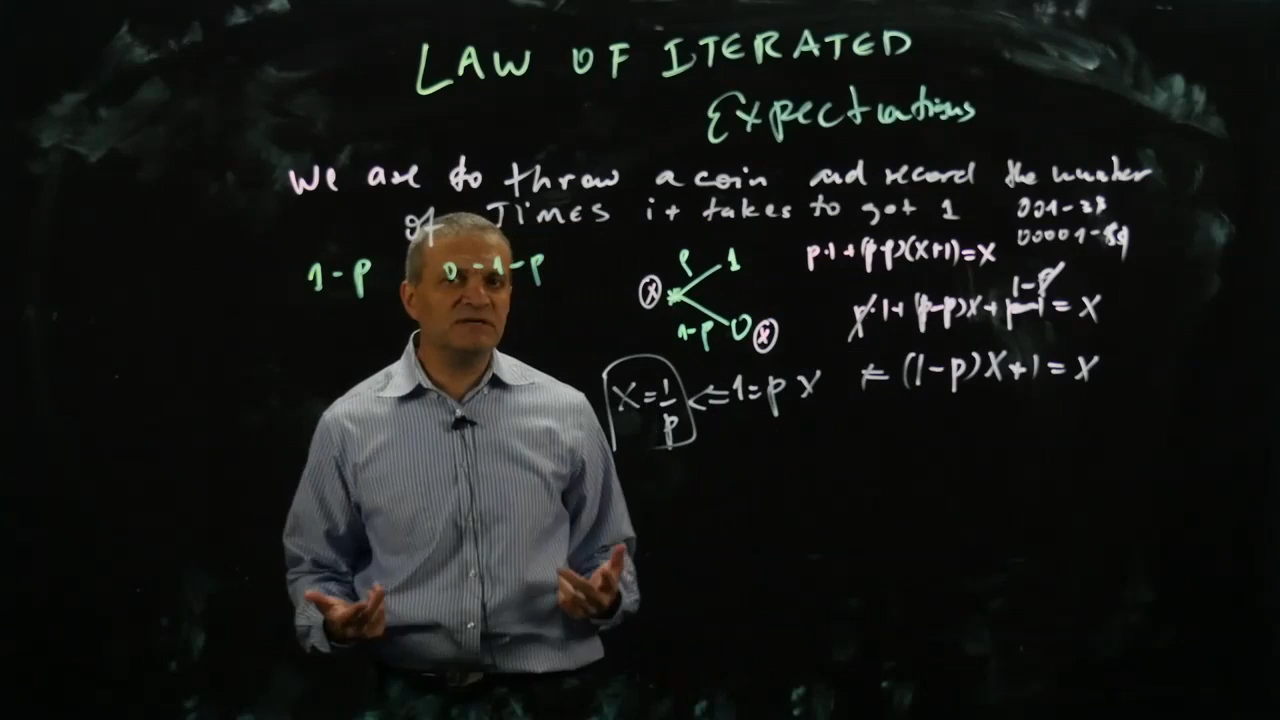 LAW OF ITERATED
Expectations
We are to throw a coin and record the number
of TIMES it takes to get 1
001-3$
00001-5$
1-p
0-1-p
x
p
1
1-p
0
x
p·1+(1-p)(x+1)=x
p·1+(1-p)x+1-p=x
⇐ (1-p)x+1=x
x=1/p ⇐ 1=px